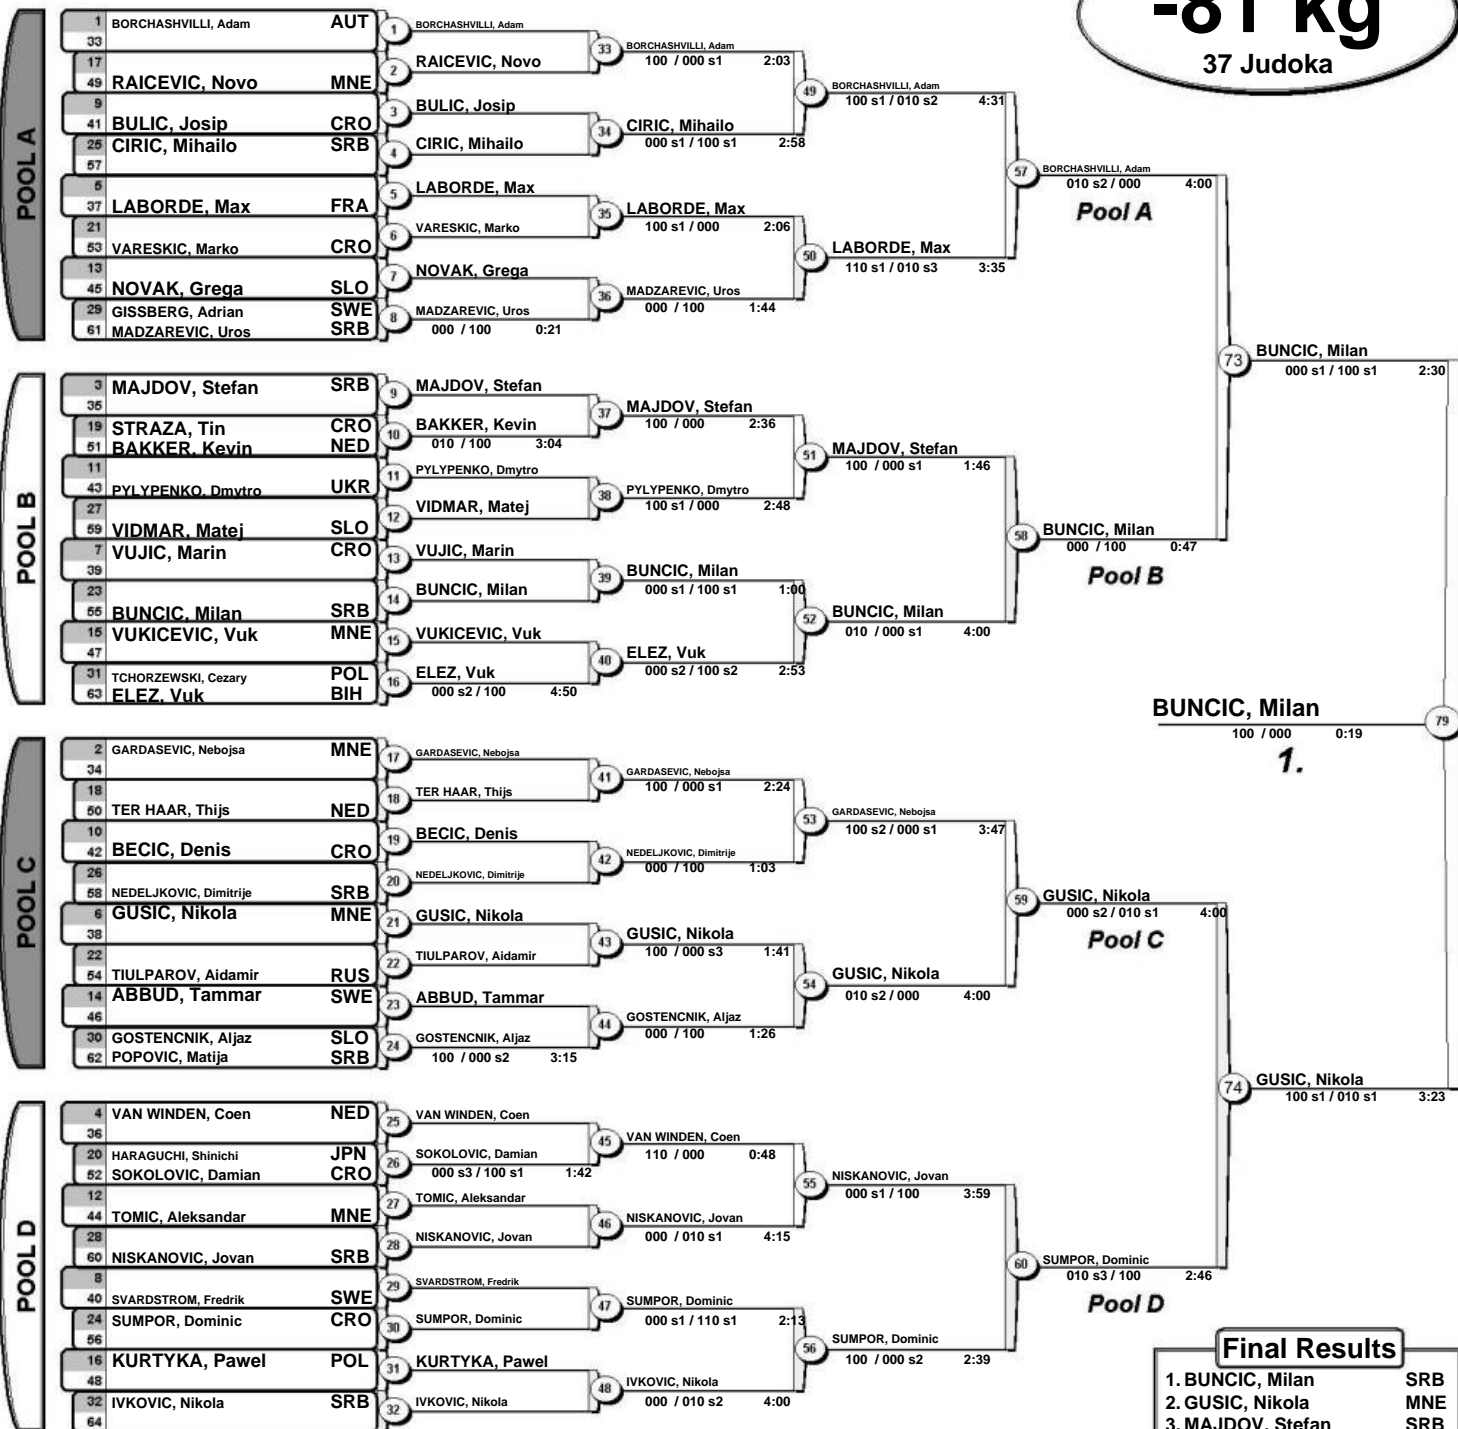 -81 kg
37 Judoka
POOL A
1 BORCHASHVILLI, Adam AUT
33
17
49 RAICEVIC, Novo MNE
9
41 BULIC, Josip CRO
25 CIRIC, Mihailo SRB
57
5
37 LABORDE, Max FRA
21
53 VARESKIC, Marko CRO
13
45 NOVAK, Grega SLO
29 GISSBERG, Adrian SWE
61 MADZAREVIC, Uros SRB
1 BORCHASHVILLI, Adam
2 RAICEVIC, Novo
3 BULIC, Josip
4 CIRIC, Mihailo
5 LABORDE, Max
6 VARESKIC, Marko
7 NOVAK, Grega
8 MADZAREVIC, Uros
000 / 100 0:21
33 BORCHASHVILLI, Adam
100 / 000 s1 2:03
34 CIRIC, Mihailo
000 s1 / 100 s1 2:58
35 LABORDE, Max
100 s1 / 000 2:06
36 MADZAREVIC, Uros
000 / 100 1:44
49 BORCHASHVILLI, Adam
100 s1 / 010 s2 4:31
50 LABORDE, Max
110 s1 / 010 s3 3:35
57 BORCHASHVILLI, Adam
010 s2 / 000 4:00
Pool A
POOL B
3 MAJDOV, Stefan SRB
35
19 STRAZA, Tin CRO
51 BAKKER, Kevin NED
11
43 PYLYPENKO, Dmytro UKR
27
59 VIDMAR, Matej SLO
7 VUJIC, Marin CRO
39
23
55 BUNCIC, Milan SRB
15 VUKICEVIC, Vuk MNE
47
31 TCHORZEWSKI, Cezary POL
63 ELEZ, Vuk BIH
9 MAJDOV, Stefan
10 BAKKER, Kevin
010 / 100 3:04
11 PYLYPENKO, Dmytro
12 VIDMAR, Matej
13 VUJIC, Marin
14 BUNCIC, Milan
15 VUKICEVIC, Vuk
16 ELEZ, Vuk
000 s2 / 100 4:50
37 MAJDOV, Stefan
100 / 000 2:36
38 PYLYPENKO, Dmytro
100 s1 / 000 2:48
39 BUNCIC, Milan
000 s1 / 100 s1 1:00
40 ELEZ, Vuk
000 s2 / 100 s2 2:53
51 MAJDOV, Stefan
100 / 000 s1 1:46
52 BUNCIC, Milan
010 / 000 s1 4:00
58 BUNCIC, Milan
000 / 100 0:47
Pool B
73 BUNCIC, Milan
000 s1 / 100 s1 2:30
BUNCIC, Milan 79
100 / 000 0:19
1.
POOL C
2 GARDASEVIC, Nebojsa MNE
34
18
50 TER HAAR, Thijs NED
10
42 BECIC, Denis CRO
26
58 NEDELJKOVIC, Dimitrije SRB
6 GUSIC, Nikola MNE
38
22
54 TIULPAROV, Aidamir RUS
14 ABBUD, Tammar SWE
46
30 GOSTENCNIK, Aljaz SLO
62 POPOVIC, Matija SRB
17 GARDASEVIC, Nebojsa
18 TER HAAR, Thijs
19 BECIC, Denis
20 NEDELJKOVIC, Dimitrije
21 GUSIC, Nikola
22 TIULPAROV, Aidamir
23 ABBUD, Tammar
24 GOSTENCNIK, Aljaz
100 / 000 s2 3:15
41 GARDASEVIC, Nebojsa
100 / 000 s1 2:24
42 NEDELJKOVIC, Dimitrije
000 / 100 1:03
43 GUSIC, Nikola
100 / 000 s3 1:41
44 GOSTENCNIK, Aljaz
000 / 100 1:26
53 GARDASEVIC, Nebojsa
100 s2 / 000 s1 3:47
54 GUSIC, Nikola
010 s2 / 000 4:00
59 GUSIC, Nikola
000 s2 / 010 s1 4:00
Pool C
POOL D
4 VAN WINDEN, Coen NED
36
20 HARAGUCHI, Shinichi JPN
52 SOKOLOVIC, Damian CRO
12
44 TOMIC, Aleksandar MNE
28
60 NISKANOVIC, Jovan SRB
8
40 SVARDSTROM, Fredrik SWE
24 SUMPOR, Dominic CRO
56
16 KURTYKA, Pawel POL
48
32 IVKOVIC, Nikola SRB
64
25 VAN WINDEN, Coen
26 SOKOLOVIC, Damian
000 s3 / 100 s1 1:42
27 TOMIC, Aleksandar
28 NISKANOVIC, Jovan
29 SVARDSTROM, Fredrik
30 SUMPOR, Dominic
31 KURTYKA, Pawel
32 IVKOVIC, Nikola
45 VAN WINDEN, Coen
110 / 000 0:48
46 NISKANOVIC, Jovan
000 / 010 s1 4:15
47 SUMPOR, Dominic
000 s1 / 110 s1 2:13
48 IVKOVIC, Nikola
000 / 010 s2 4:00
55 NISKANOVIC, Jovan
000 s1 / 100 3:59
56 SUMPOR, Dominic
100 / 000 s2 2:39
60 SUMPOR, Dominic
010 s3 / 100 2:46
Pool D
74 GUSIC, Nikola
100 s1 / 010 s1 3:23
Final Results
1. BUNCIC, Milan SRB
2. GUSIC, Nikola MNE
3. MAJDOV, Stefan SRB